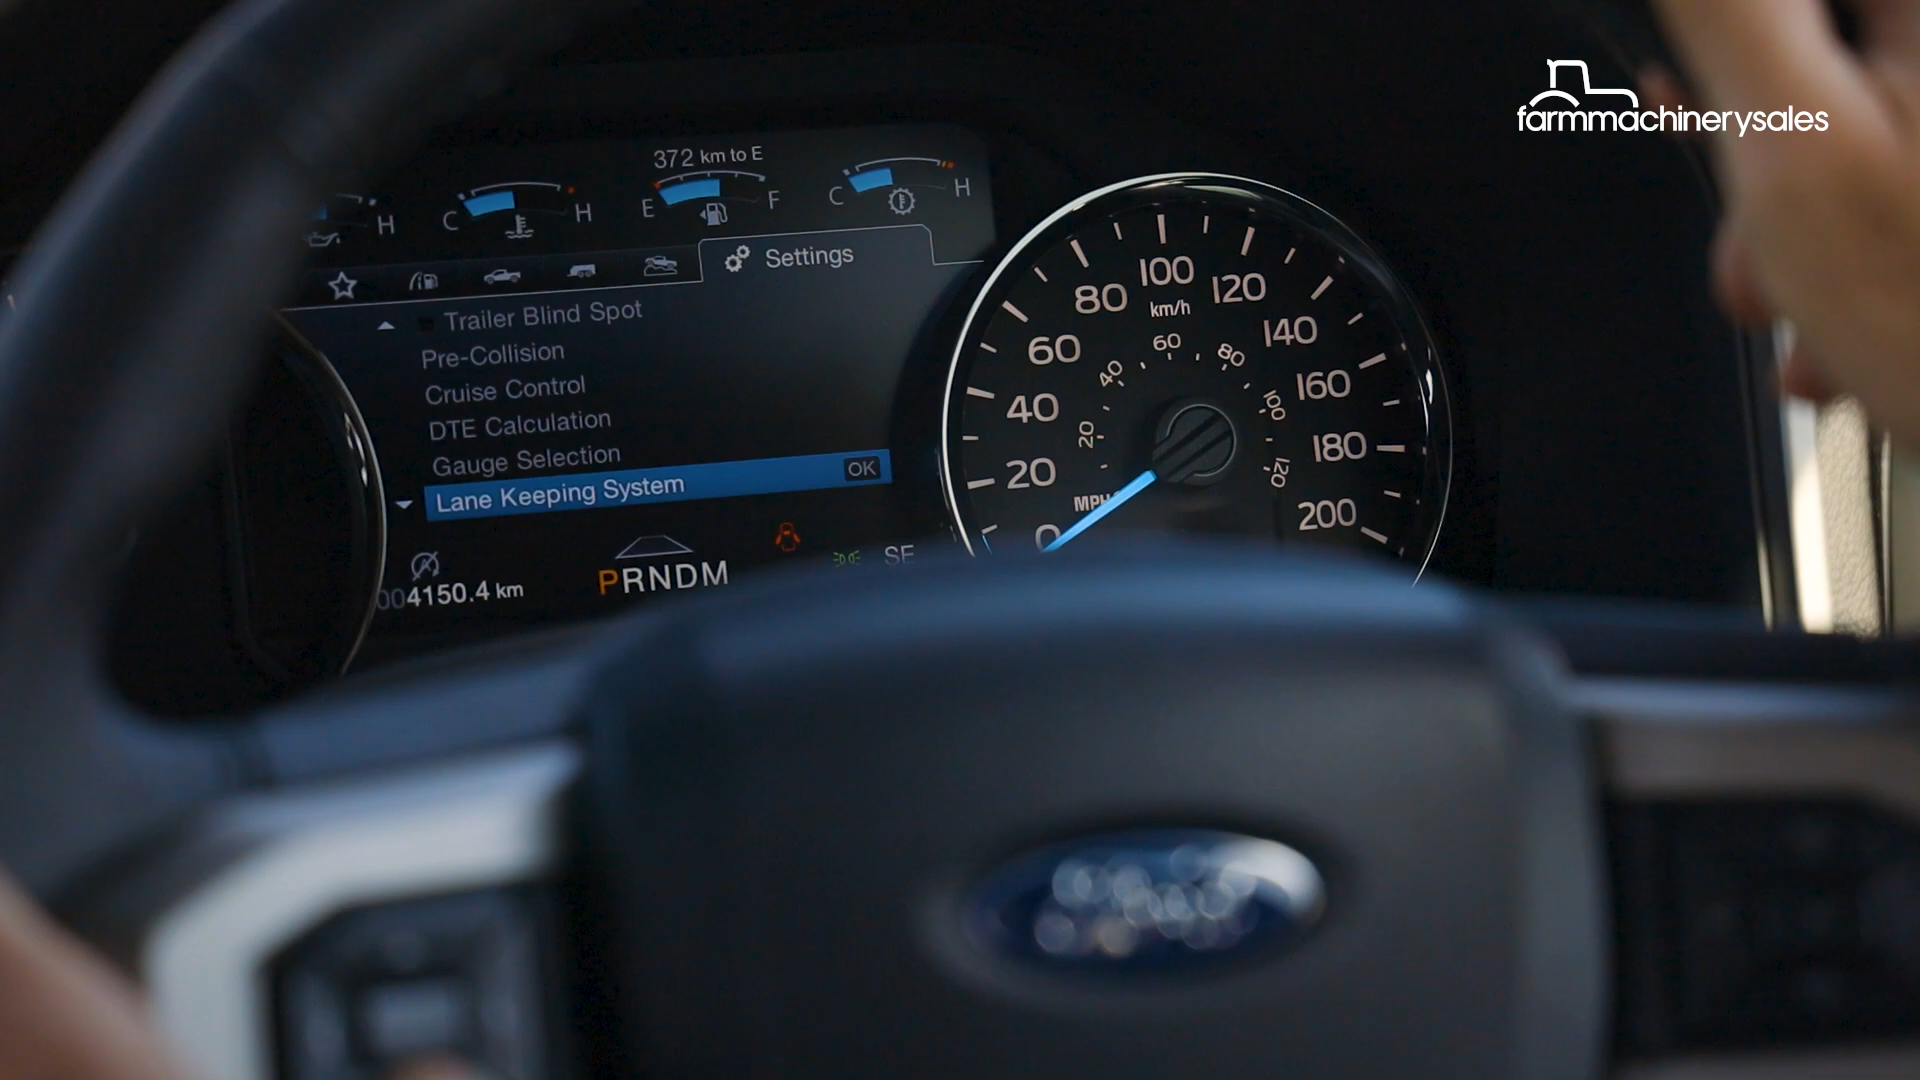 farmmachinerysales
372 km to E
H
C H
E F
C H
Settings
Trailer Blind Spot
Pre-Collision
Cruise Control
DTE Calculation
Gauge Selection
Lane Keeping System OK
004150.4 km
PRNDM
SE
0 20 40 60 80 100 120 140 160 180 200
km/h
20 40 60 80 100 120
MPH